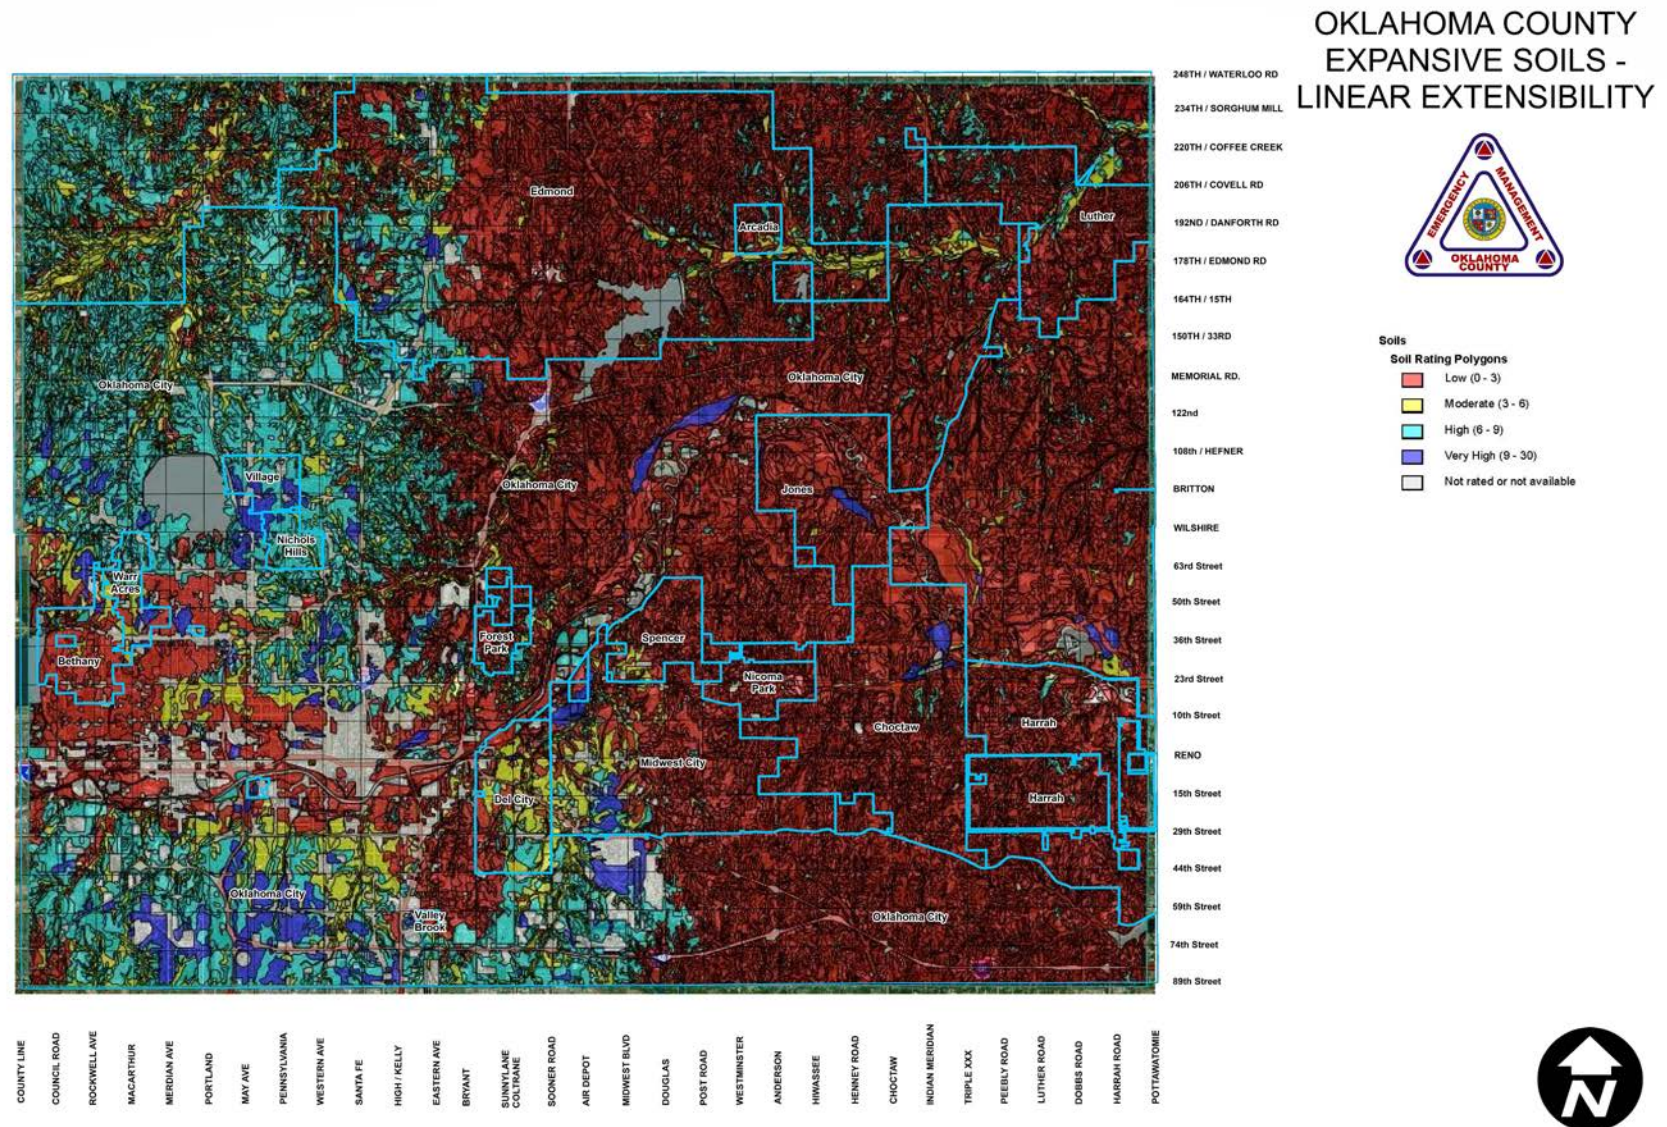 OKLAHOMA COUNTY
EXPANSIVE SOILS -
LINEAR EXTENSIBILITY
EMERGENCY
MANAGEMENT
OKLAHOMA
COUNTY
Soils
Soil Rating Polygons
Low (0 - 3)
Moderate (3 - 6)
High (6 - 9)
Very High (9 - 30)
Not rated or not available
248TH / WATERLOO RD
234TH / SORGHUM MILL
220TH / COFFEE CREEK
206TH / COVELL RD
192ND / DANFORTH RD
178TH / EDMOND RD
164TH / 15TH
150TH / 33RD
MEMORIAL RD.
122nd
108th / HEFNER
BRITTON
WILSHIRE
63rd Street
50th Street
36th Street
23rd Street
10th Street
RENO
15th Street
29th Street
44th Street
59th Street
74th Street
89th Street
Edmond
Arcadia
Luther
Oklahoma City
Oklahoma City
Village
Oklahoma City
Jones
Nichols
Hills
Warr
Acres
Forest
Park
Spencer
Bethany
Nicoma
Park
Choctaw
Harrah
Midwest City
Del City
Harrah
Oklahoma City
Valley
Brook
Oklahoma City
COUNTY LINE
COUNCIL ROAD
ROCKWELL AVE
MACARTHUR
MERDIAN AVE
PORTLAND
MAY AVE
PENNSYLVANIA
WESTERN AVE
SANTA FE
HIGH / KELLY
EASTERN AVE
BRYANT
SUNNYLANE
COLTRANE
SOONER ROAD
AIR DEPOT
MIDWEST BLVD
DOUGLAS
POST ROAD
WESTMINSTER
ANDERSON
HIWASSEE
HENNEY ROAD
CHOCTAW
INDIAN MERIDIAN
TRIPLE XXX
PEEBLY ROAD
LUTHER ROAD
DOBBS ROAD
HARRAH ROAD
POTTAWATOMIE
N